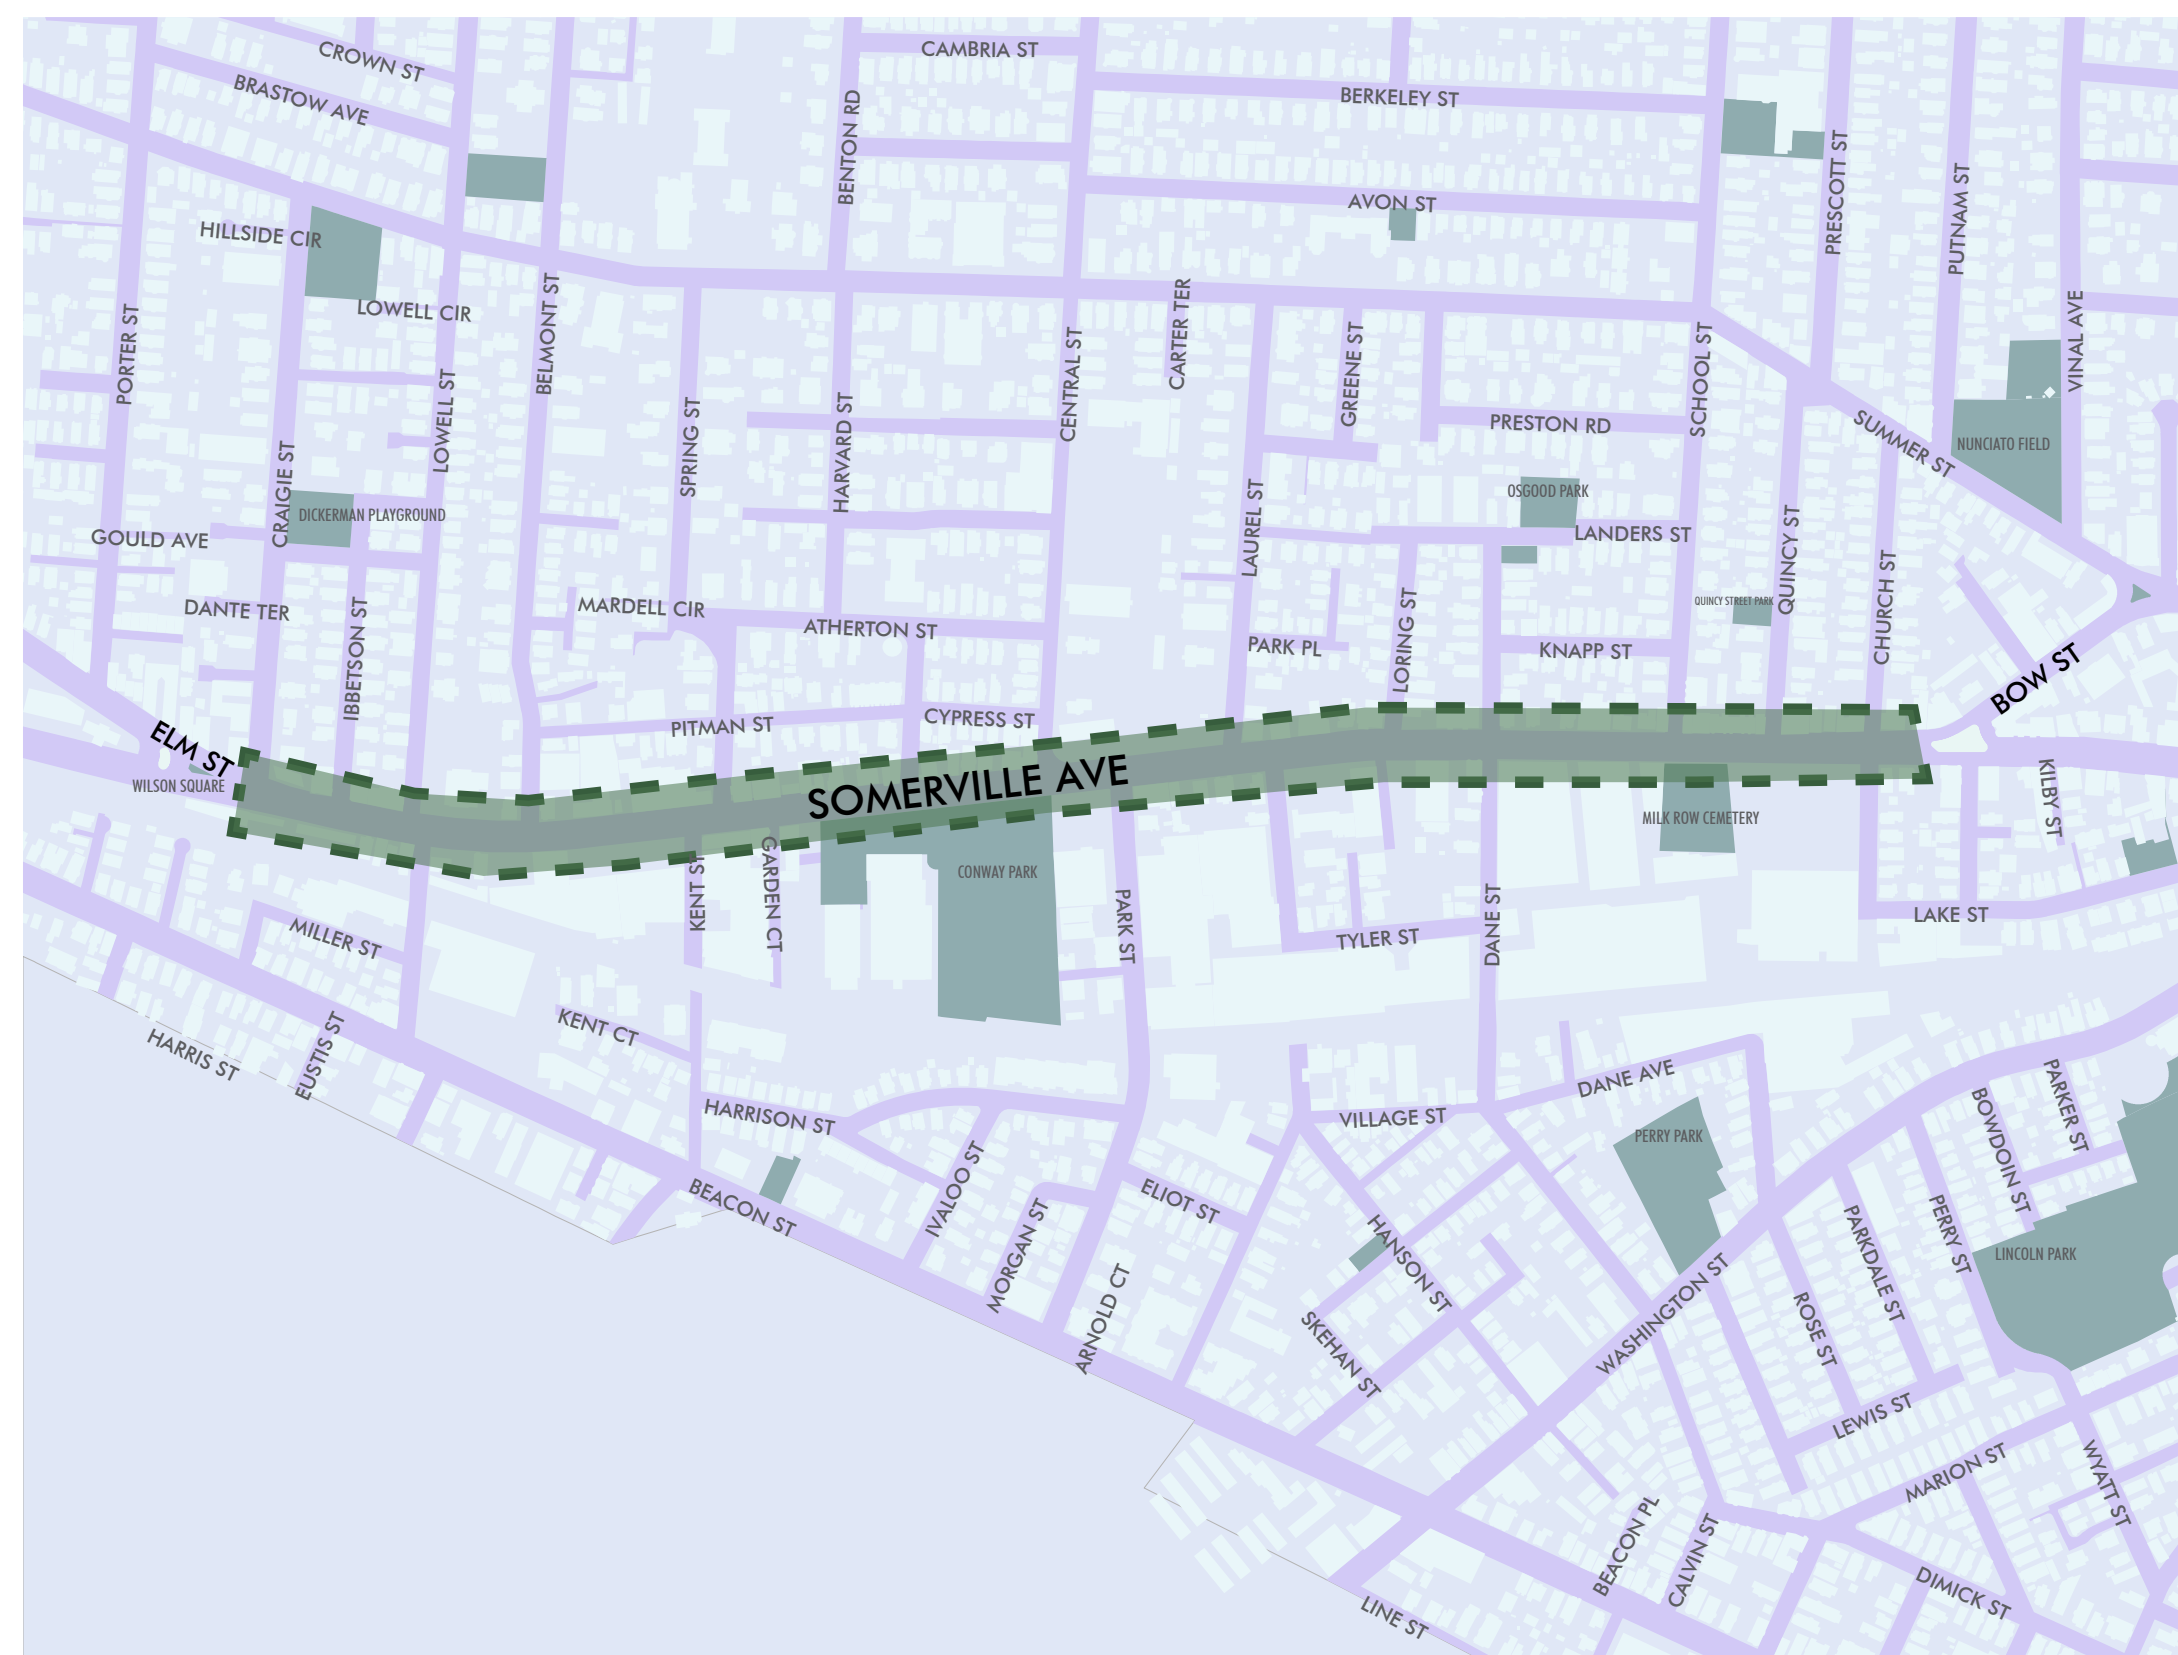 CROWN ST
CAMBRIA ST
BRASTOW AVE
BERKELEY ST
BENTON RD
PRESCOTT ST
PUTNAM ST
AVON ST
HILLSIDE CIR
LOWELL CIR
BELMONT ST
CARTER TER
VINAL AVE
PORTER ST
CENTRAL ST
GREENE ST
SCHOOL ST
LOWELL ST
SPRING ST
HARVARD ST
PRESTON RD
SUMMER ST
NUNCIATO FIELD
CRAIGIE ST
LAUREL ST
OSGOOD PARK
DICKERMAN PLAYGROUND
GOULD AVE
LANDERS ST
QUINCY ST
CHURCH ST
DANTE TER
IBBETSON ST
MARDELL CIR
ATHERTON ST
LORING ST
QUINCY STREET PARK
PARK PL
KNAPP ST
BOW ST
ELM ST
PITMAN ST
CYPRESS ST
WILSON SQUARE
SOMERVILLE AVE
KILBY ST
MILK ROW CEMETERY
KENT ST
GARDEN CT
CONWAY PARK
PARK ST
DANE ST
LAKE ST
MILLER ST
TYLER ST
KENT CT
HARRIS ST
EUSTIS ST
DANE AVE
PARKER ST
BOWDOIN ST
HARRISON ST
VILLAGE ST
PERRY PARK
IVALOO ST
BEACON ST
MORGAN ST
ELIOT ST
HANSON ST
PARKDALE ST
PERRY ST
LINCOLN PARK
ARNOLD CT
SKEHAN ST
WASHINGTON ST
ROSE ST
LEWIS ST
MARION ST
WYATT ST
BEACON PL
CALVIN ST
DIMICK ST
LINE ST